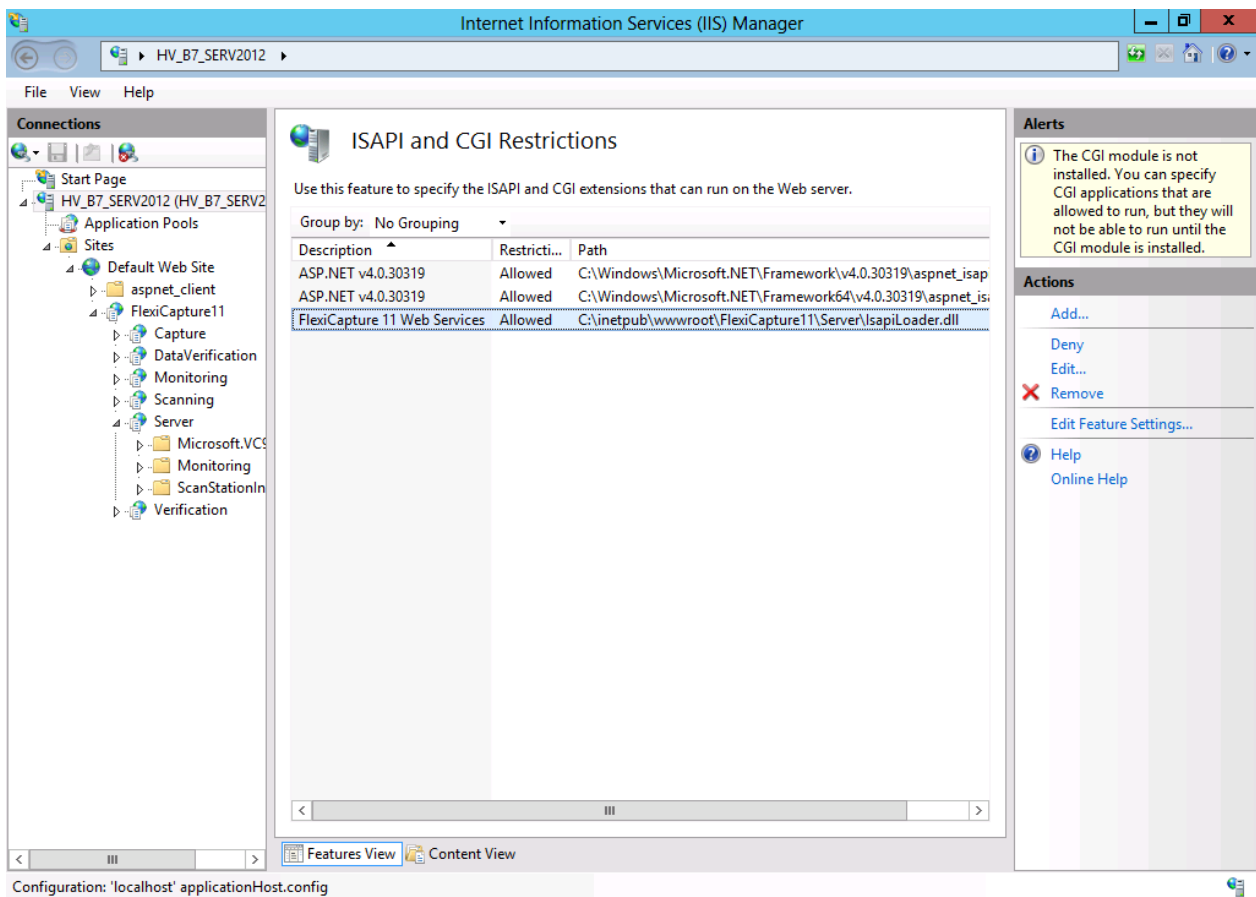 Internet Information Services (IIS) Manager
HV_B7_SERV2012
File View Help
Connections
Start Page
HV_B7_SERV2012 (HV_B7_SERV2
Application Pools
Sites
Default Web Site
aspnet_client
FlexiCapture11
Capture
DataVerification
Monitoring
Scanning
Server
Microsoft.VC9
Monitoring
ScanStationIn
Verification
ISAPI and CGI Restrictions
Use this feature to specify the ISAPI and CGI extensions that can run on the Web server.
Group by: No Grouping
Description Restricti... Path
ASP.NET v4.0.30319 Allowed C:\Windows\Microsoft.NET\Framework\v4.0.30319\aspnet_isap
ASP.NET v4.0.30319 Allowed C:\Windows\Microsoft.NET\Framework64\v4.0.30319\aspnet_isa
FlexiCapture 11 Web Services Allowed C:\inetpub\wwwroot\FlexiCapture11\Server\IsapiLoader.dll
Features View Content View
Alerts
The CGI module is not
installed. You can specify
CGI applications that are
allowed to run, but they will
not be able to run until the
CGI module is installed.
Actions
Add...
Deny
Edit...
Remove
Edit Feature Settings...
Help
Online Help
Configuration: 'localhost' applicationHost.config